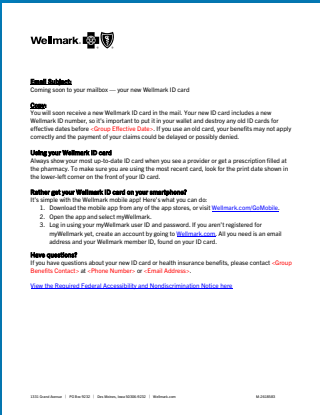 Wellmark.
Email Subject:
Coming soon to your mailbox — your new Wellmark ID card
Copy:
You will soon receive a new Wellmark ID card in the mail. Your new ID card includes a new
Wellmark ID number, so it's important to put it in your wallet and destroy any old ID cards for
effective dates before <Group Effective Date>. If you use an old card, your benefits may not apply
correctly and the payment of your claims could be delayed or possibly denied.
Using your Wellmark ID card
Always show your most up-to-date ID card when you see a provider or get a prescription filled at
the pharmacy. To make sure you are using the most recent card, look for the print date shown in
the lower-left corner on the front of your ID card.
Rather get your Wellmark ID card on your smartphone?
It's simple with the Wellmark mobile app! Here's what you can do:
1. Download the mobile app from any of the app stores, or visit Wellmark.com/GoMobile.
2. Open the app and select myWellmark.
3. Log in using your myWellmark user ID and password. If you aren't registered for
myWellmark yet, create an account by going to Wellmark.com. All you need is an email
address and your Wellmark member ID, found on your ID card.
Have questions?
If you have questions about your new ID card or health insurance benefits, please contact <Group
Benefits Contact> at <Phone Number> or <Email Address>.
View the Required Federal Accessibility and Nondiscrimination Notice here
1331 Grand Avenue | PO Box 9232 | Des Moines, Iowa 50306-9232 | Wellmark.com